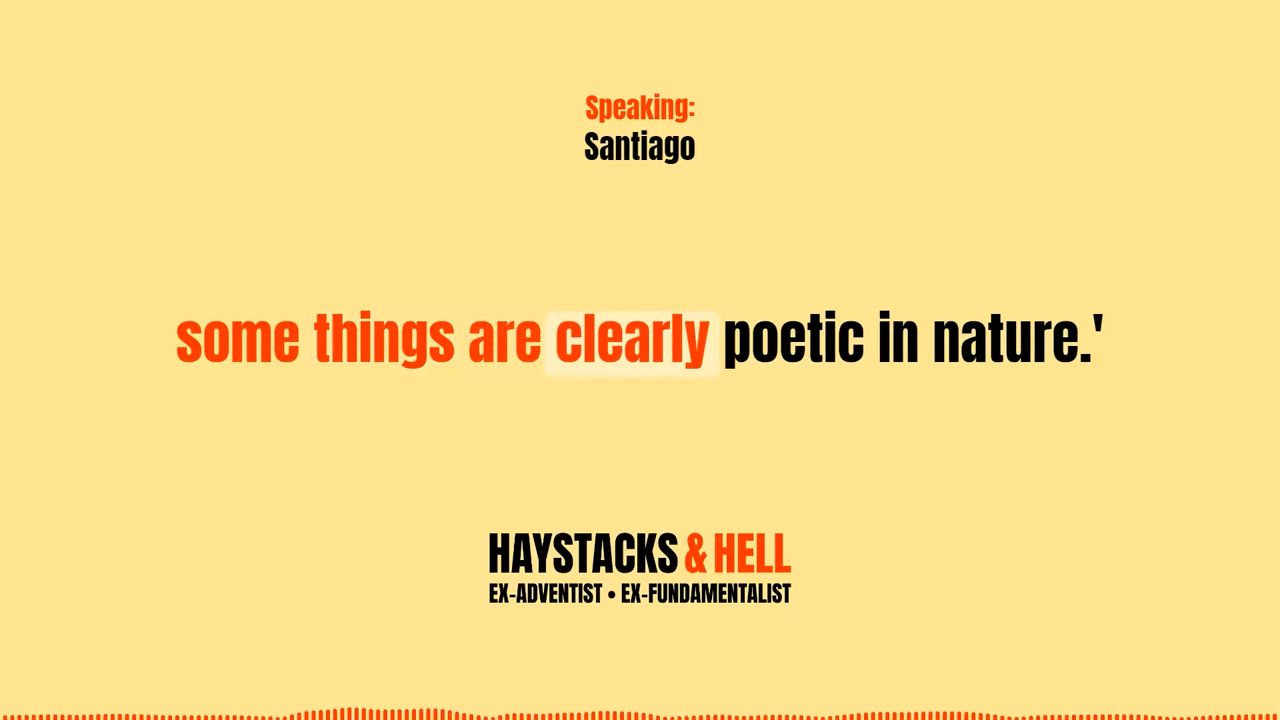 Speaking:
Santiago
some things are clearly poetic in nature.'
HAYSTACKS & HELL
EX-ADVENTIST • EX-FUNDAMENTALIST